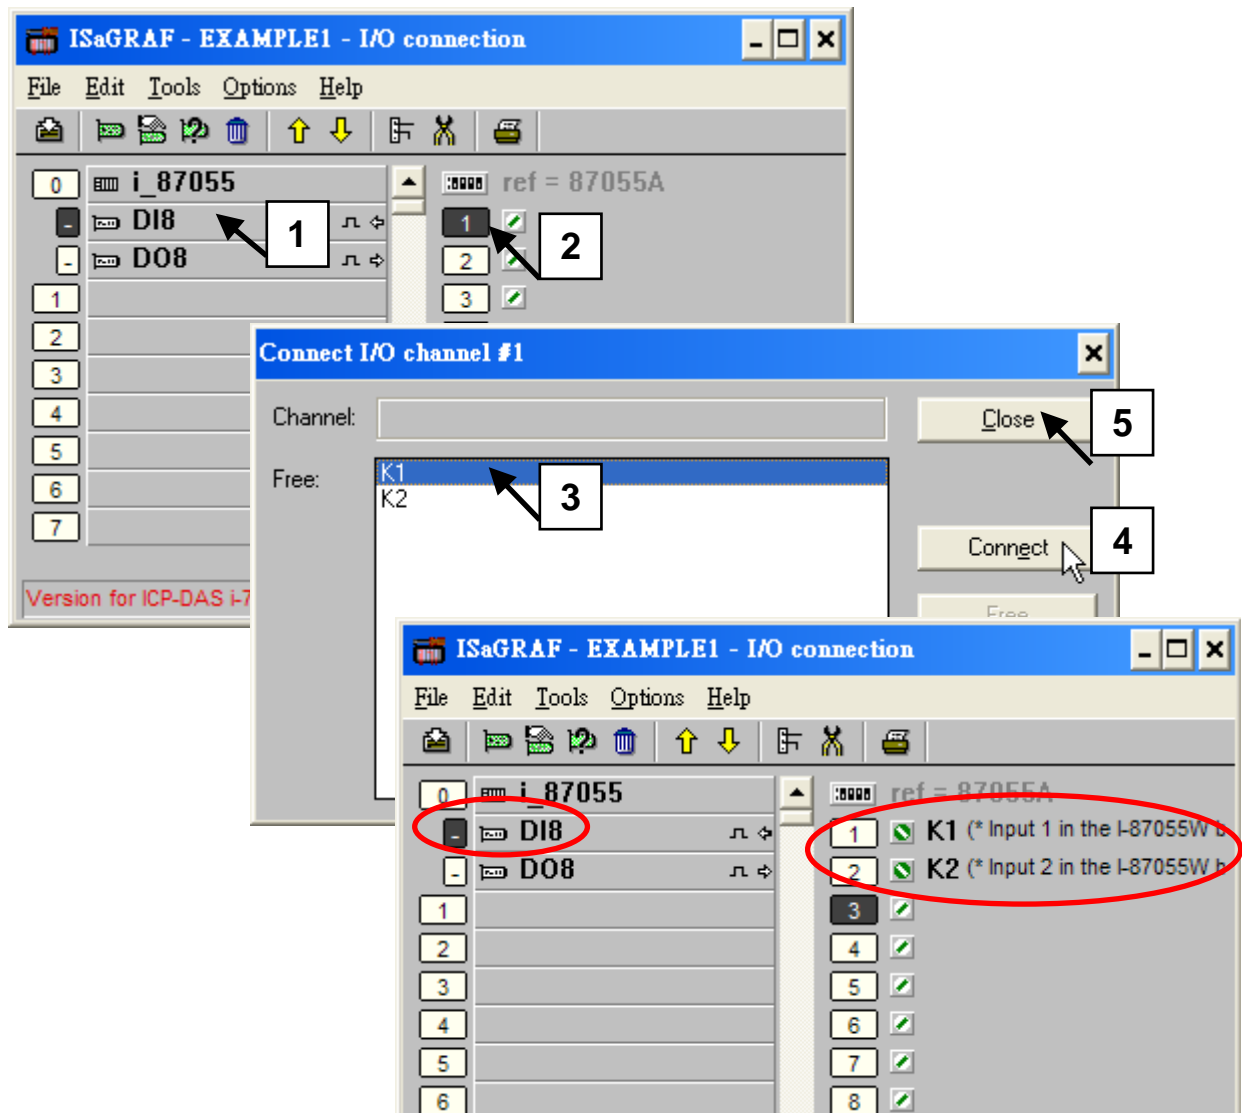 ISaGRAF - EXAMPLE1 - I/O connection
File Edit Tools Options Help
0 i_87055 ref = 87055A
- DI8 1 1 2
- DO8 2
1 3
2
3
4
5
6
7
Version for ICP-DAS i-7
Connect I/O channel #1
Channel: Close 5
Free: K1 3
K2
Connect 4
Free
ISaGRAF - EXAMPLE1 - I/O connection
File Edit Tools Options Help
0 i_87055 ref = 87055A
- DI8 1 K1 (* Input 1 in the I-87055W b
- DO8 2 K2 (* Input 2 in the I-87055W b
1 3
2 4
3 5
4 6
5 7
6 8